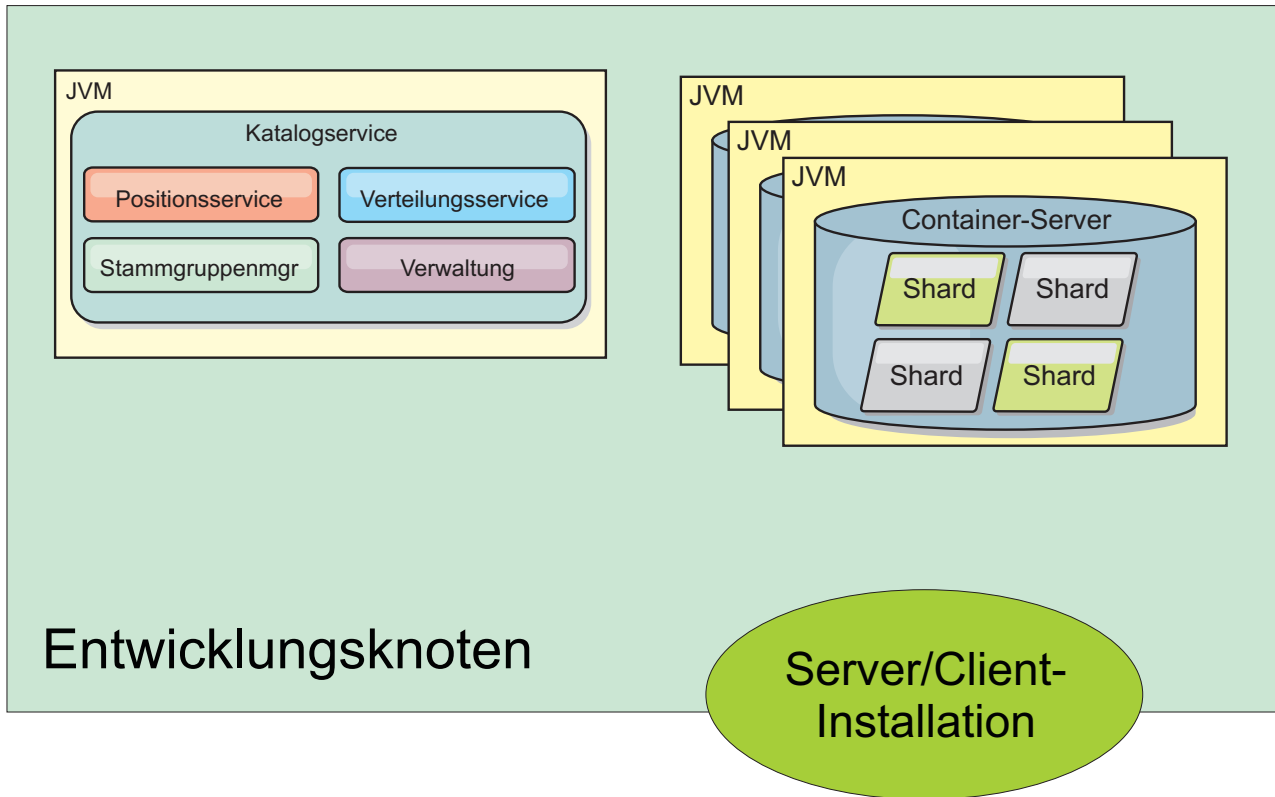 JVM
Katalogservice
Positionsservice
Verteilungsservice
Stammgruppenmgr
Verwaltung
JVM
JVM
JVM
Container-Server
Shard
Shard
Shard
Shard
Entwicklungsknoten
Server/Client-
Installation